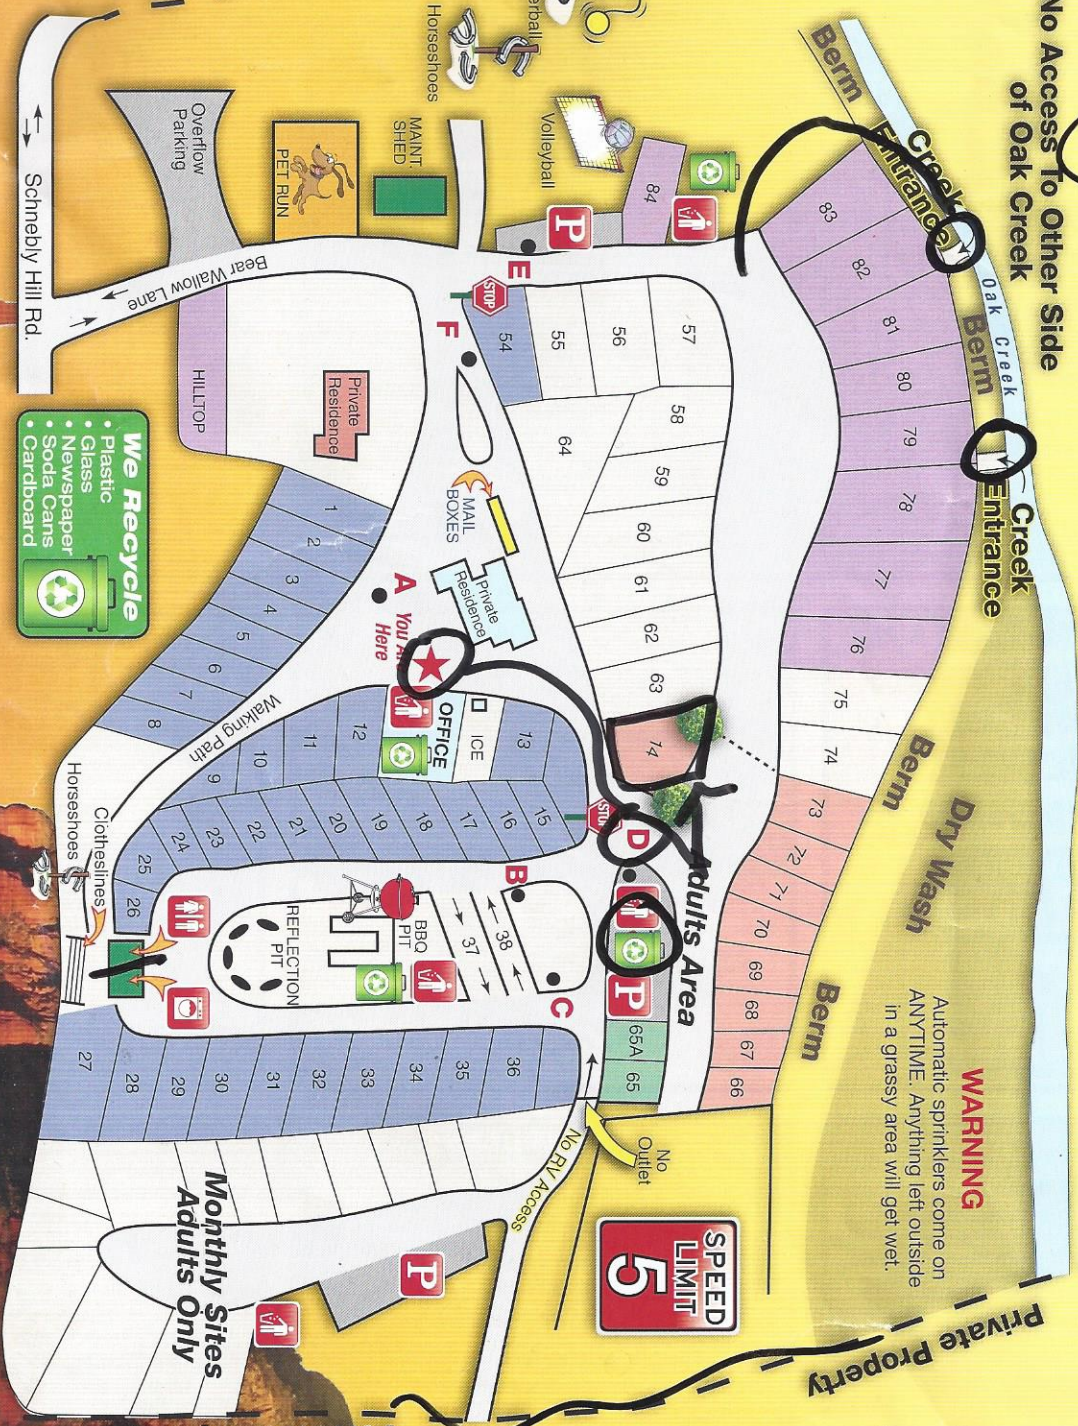 No Access To Other Side
of Oak Creek
Berm
Creek
Entrance
Oak Creek
Berm
Creek
Entrance
Berm
Dry Wash
Berm
WARNING
Automatic sprinklers come on
ANYTIME. Anything left outside
in a grassy area will get wet.
Private Property
83
82
81
80
79
78
77
76
75
74
73
72
71
70
69
68
67
66
Adults Area
84
Volleyball
Horseshoes
P
E
STOP
F
54
55
56
57
58
59
60
61
62
63
64
14
D
STOP
P
65A
65
No
Outlet
No RV Access
SPEED
LIMIT
5
MAINT.
SHED
PET RUN
Overflow
Parking
Schnebly Hill Rd.
Bear Wallow Lane
HILLTOP
Private
Residence
MAIL
BOXES
Private
Residence
A
You
Here
OFFICE
ICE
1
2
3
4
5
6
7
8
Walking Path
9
10
11
12
13
15
16
17
18
19
20
21
22
23
24
25
26
B
C
38
37
BBQ
PIT
REFLECTION
PIT
Horseshoes
Clotheslines
27
28
29
30
31
32
33
34
35
36
P
Monthly Sites
Adults Only
We Recycle
• Plastic
• Glass
• Newspaper
• Soda Cans
• Cardboard